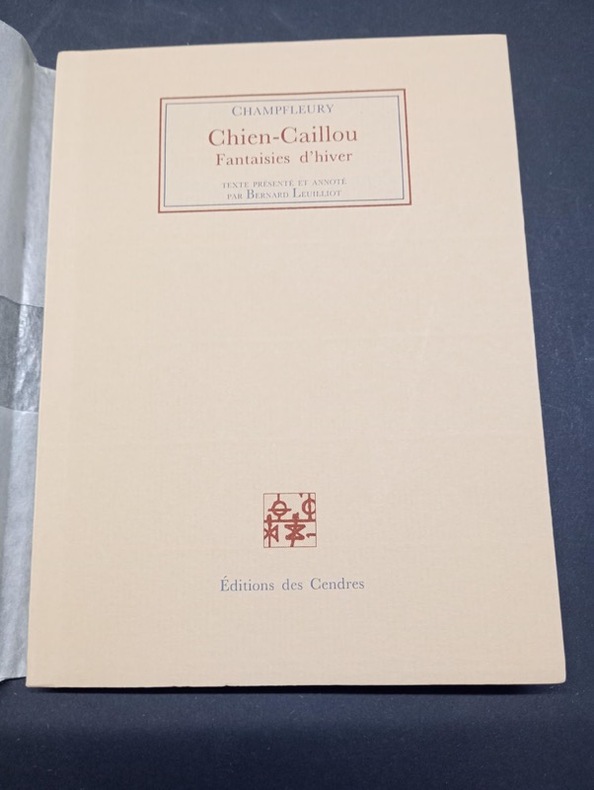 CHAMPFLEURY
Chien-Caillou
Fantaisies d'hiver
TEXTE PRÉSENTÉ ET ANNOTÉ
PAR BERNARD LEUILLIOT
Éditions des Cendres